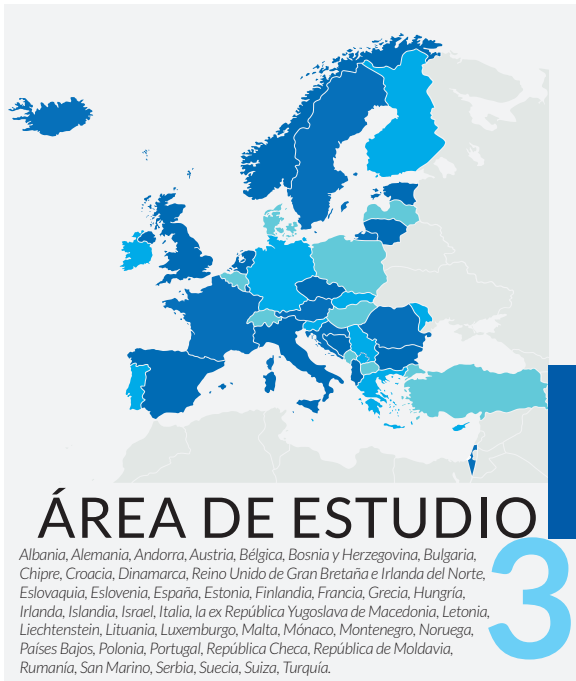 ÁREA DE ESTUDIO
3
Albania, Alemania, Andorra, Austria, Bélgica, Bosnia y Herzegovina, Bulgaria,
Chipre, Croacia, Dinamarca, Reino Unido de Gran Bretaña e Irlanda del Norte,
Eslovaquia, Eslovenia, España, Estonia, Finlandia, Francia, Grecia, Hungría,
Irlanda, Islandia, Israel, Italia, la ex República Yugoslava de Macedonia, Letonia,
Liechtenstein, Lituania, Luxemburgo, Malta, Mónaco, Montenegro, Noruega,
Países Bajos, Polonia, Portugal, República Checa, República de Moldavia,
Rumanía, San Marino, Serbia, Suecia, Suiza, Turquía.